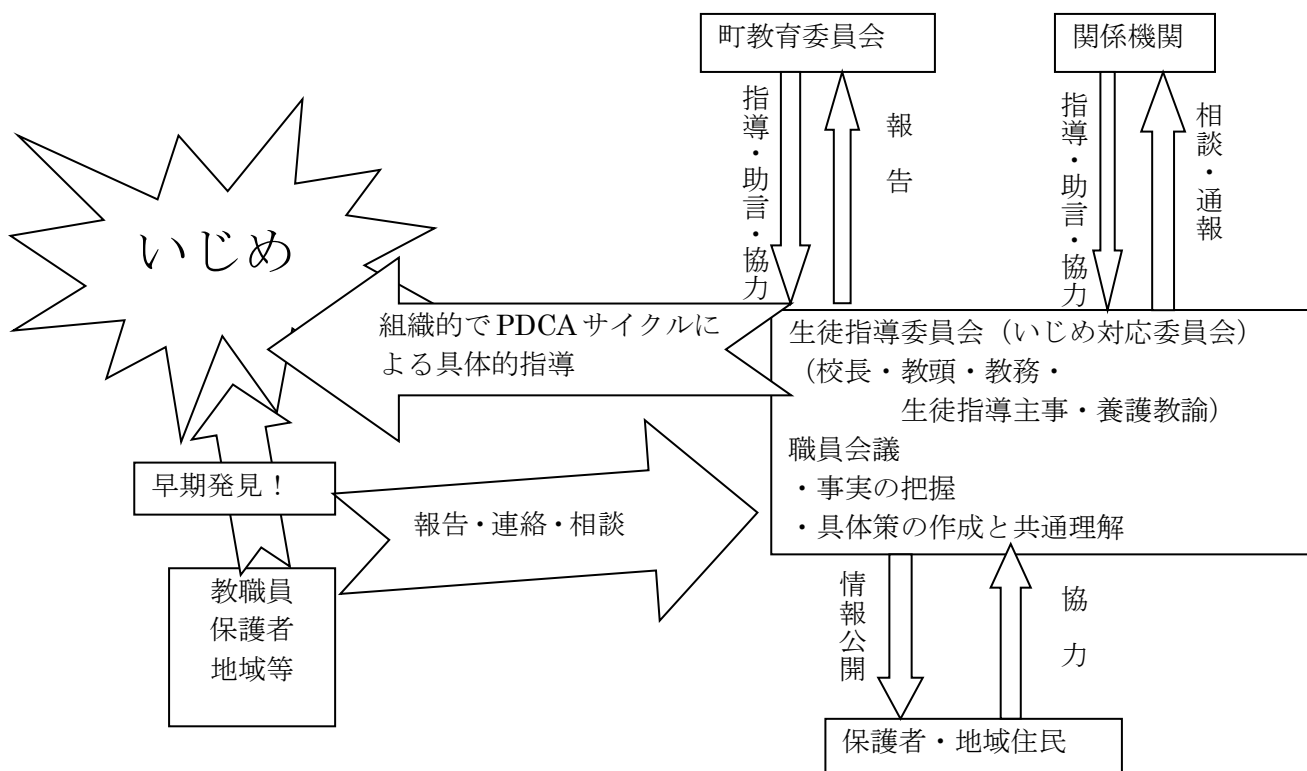 町教育委員会
関係機関
指導・助言・協力
報告
指導・助言・協力
相談・通報
いじめ
組織的でPDCAサイクルに
よる具体的指導
生徒指導委員会（いじめ対応委員会）
（校長・教頭・教務・
生徒指導主事・養護教諭）
職員会議
・事実の把握
・具体策の作成と共通理解
早期発見！
報告・連絡・相談
教職員
保護者
地域等
情報公開
協力
保護者・地域住民